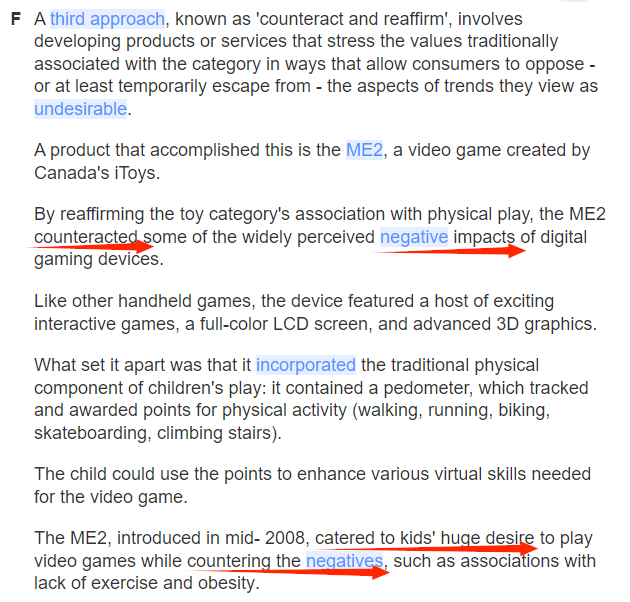 F A third approach, known as 'counteract and reaffirm', involves
developing products or services that stress the values traditionally
associated with the category in ways that allow consumers to oppose -
or at least temporarily escape from - the aspects of trends they view as
undesirable.
A product that accomplished this is the ME2, a video game created by
Canada's iToys.
By reaffirming the toy category's association with physical play, the ME2
counteracted some of the widely perceived negative impacts of digital
gaming devices.
Like other handheld games, the device featured a host of exciting
interactive games, a full-color LCD screen, and advanced 3D graphics.
What set it apart was that it incorporated the traditional physical
component of children's play: it contained a pedometer, which tracked
and awarded points for physical activity (walking, running, biking,
skateboarding, climbing stairs).
The child could use the points to enhance various virtual skills needed
for the video game.
The ME2, introduced in mid- 2008, catered to kids' huge desire to play
video games while countering the negatives, such as associations with
lack of exercise and obesity.